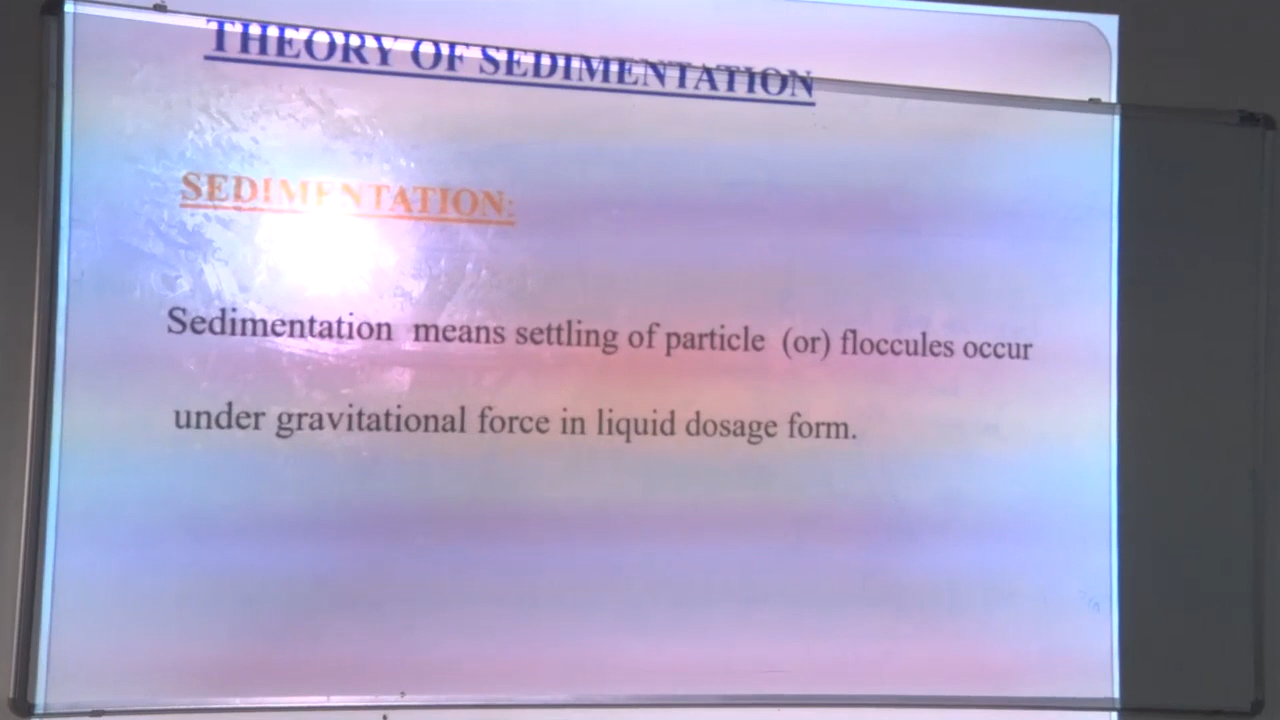 THEORY OF SEDIMENTATION
SEDIMENTATION:
Sedimentation means settling of particle (or) floccules occur
under gravitational force in liquid dosage form.